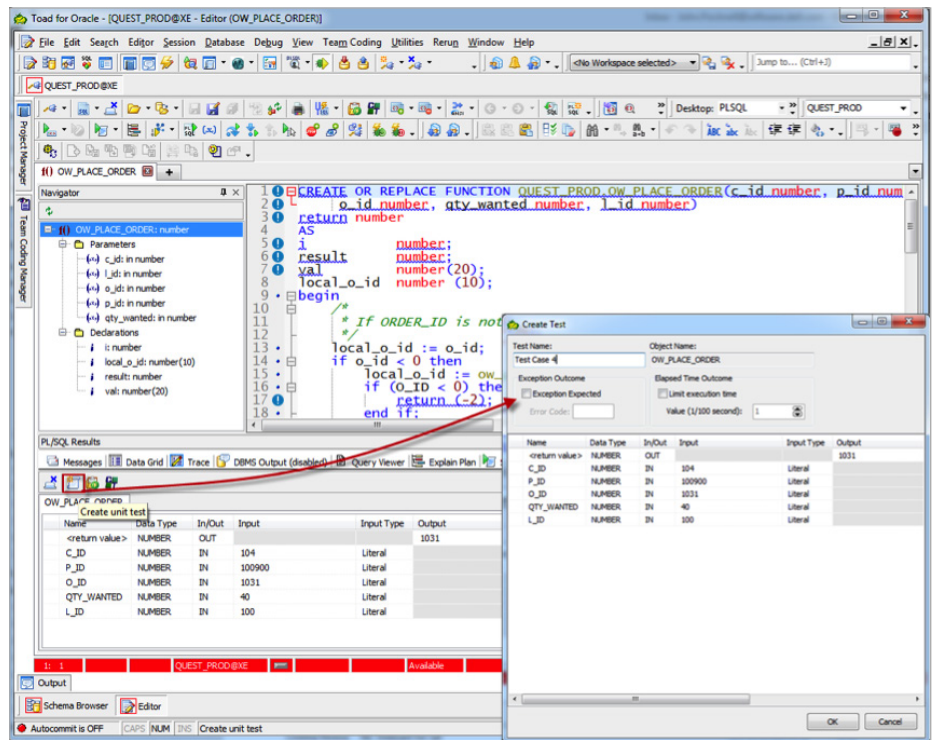 Toad for Oracle - [QUEST_PROD@XE - Editor (OW_PLACE_ORDER)]
File Edit Search Editor Session Database Debug View Team Coding Utilities Rerun Window Help
<No Workspace selected> Jump to... (Ctrl+J)
QUEST_PROD@XE
Desktop: PLSQL QUEST_PROD
Project Manager
Team Coding Manager
f() OW_PLACE_ORDER
Navigator
f() OW_PLACE_ORDER: number
Parameters
c_id: in number
l_id: in number
o_id: in number
p_id: in number
qty_wanted: in number
Declarations
i: number
local_o_id: number(10)
result: number
val: number(20)
1 CREATE OR REPLACE FUNCTION QUEST_PROD.OW_PLACE_ORDER(c_id number, p_id num
2 o_id number, qty_wanted number, l_id number)
3 return number
4 AS
5 i number;
6 result number;
7 val number(20);
8 local_o_id number (10);
9 begin
10 /*
11 * If ORDER_ID is not
12 */
13 local_o_id := o_id;
14 if o_id < 0 then
15 local_o_id := ow_
16 if (O_ID < 0) the
17 return (-2);
18 end if;
PL/SQL Results
Messages Data Grid Trace DBMS Output (disabled) Query Viewer Explain Plan
OW_PLACE_ORDER
Create unit test
Name Data Type In/Out Input Input Type Output
<return value> NUMBER OUT 1031
C_ID NUMBER IN 104 Literal
P_ID NUMBER IN 100900 Literal
O_ID NUMBER IN 1031 Literal
QTY_WANTED NUMBER IN 40 Literal
L_ID NUMBER IN 100 Literal
1: 1 QUEST_PROD@XE Available
Output
Schema Browser Editor
Autocommit is OFF CAPS NUM INS Create unit test
Create Test
Test Name: Object Name:
Test Case 4 OW_PLACE_ORDER
Exception Outcome Elapsed Time Outcome
Exception Expected Limit execution time
Error Code: Value (1/100 second): 1
Name Data Type In/Out Input Input Type Output
<return value> NUMBER OUT 1031
C_ID NUMBER IN 104 Literal
P_ID NUMBER IN 100900 Literal
O_ID NUMBER IN 1031 Literal
QTY_WANTED NUMBER IN 40 Literal
L_ID NUMBER IN 100 Literal
OK Cancel